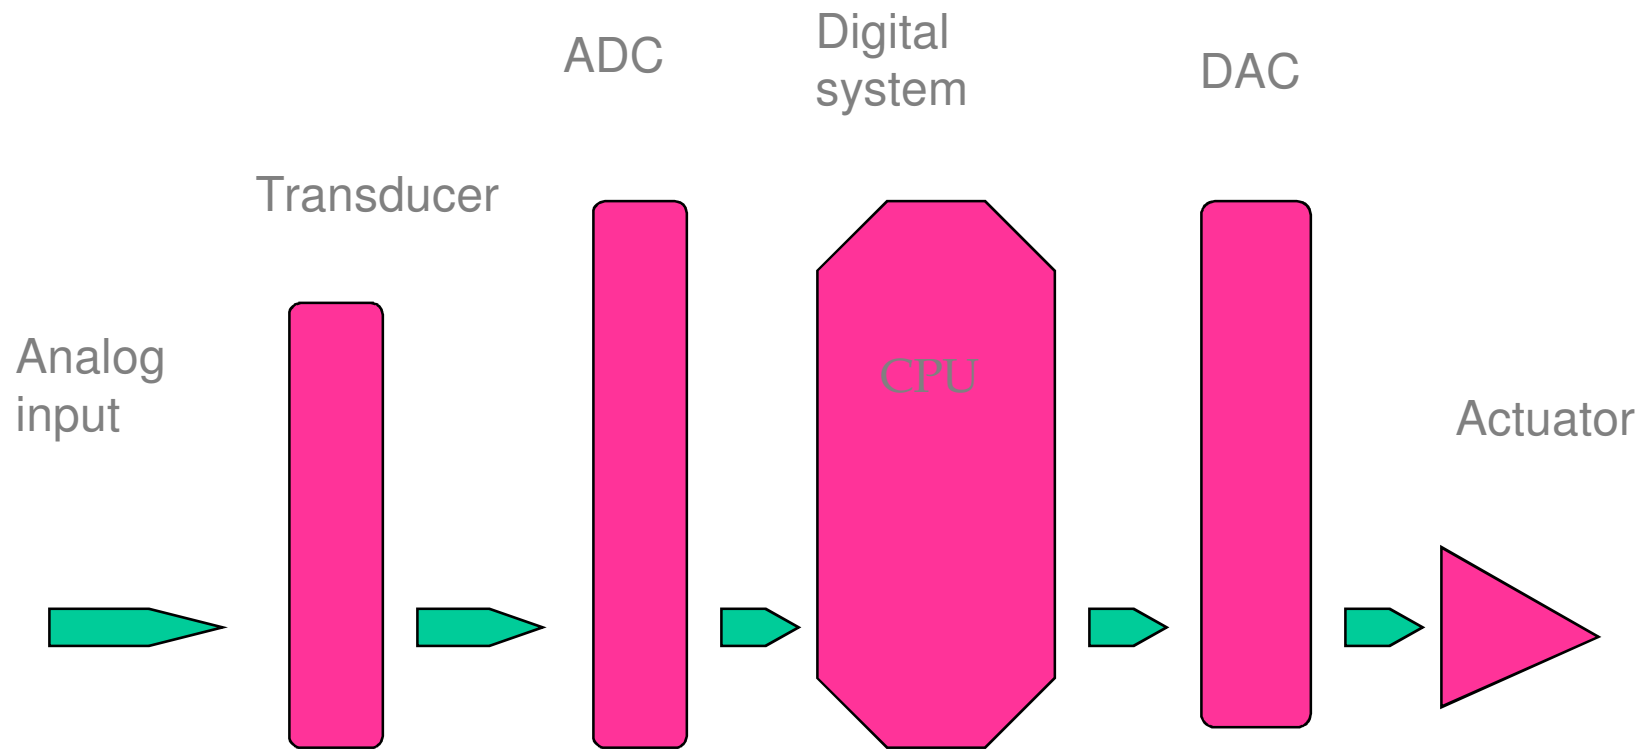 Analog
input
Transducer
ADC
Digital
system
CPU
DAC
Actuator